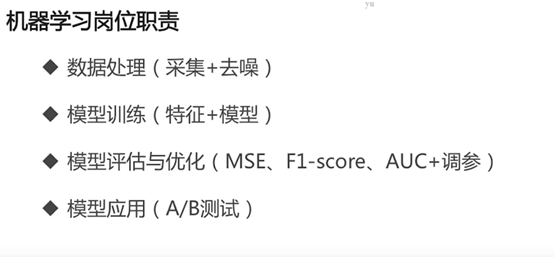 yu
机器学习岗位职责
◆ 数据处理（采集+去噪）
◆ 模型训练（特征+模型）
◆ 模型评估与优化（MSE、F1-score、AUC+调参）
◆ 模型应用（A/B测试）